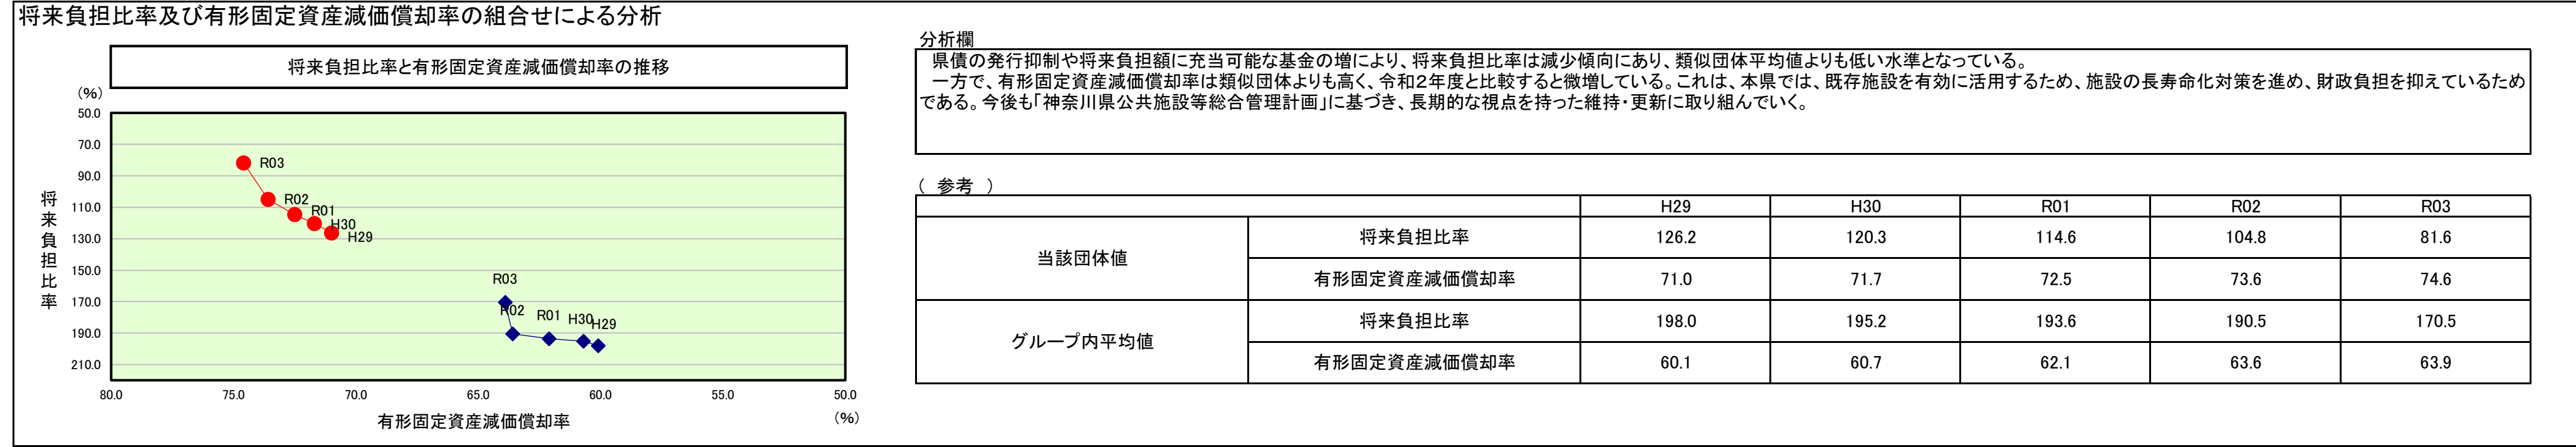 将来負担比率及び有形固定資産減価償却率の組合せによる分析
将来負担比率と有形固定資産減価償却率の推移
(%)
50.0
70.0
90.0
110.0
130.0
150.0
170.0
190.0
210.0
将来負担比率
R03
R02
R01
H30
H29
R03
R02
R01
H30
H29
80.0 75.0 70.0 65.0 60.0 55.0 50.0
有形固定資産減価償却率
(%)
分析欄
県債の発行抑制や将来負担額に充当可能な基金の増により、将来負担比率は減少傾向にあり、類似団体平均値よりも低い水準となっている。
一方で、有形固定資産減価償却率は類似団体よりも高く、令和2年度と比較すると微増している。これは、本県では、既存施設を有効に活用するため、施設の長寿命化対策を進め、財政負担を抑えているため
である。今後も「神奈川県公共施設等総合管理計画」に基づき、長期的な視点を持った維持・更新に取り組んでいく。
( 参考 )
H29 H30 R01 R02 R03
当該団体値
将来負担比率 126.2 120.3 114.6 104.8 81.6
有形固定資産減価償却率 71.0 71.7 72.5 73.6 74.6
グループ内平均値
将来負担比率 198.0 195.2 193.6 190.5 170.5
有形固定資産減価償却率 60.1 60.7 62.1 63.6 63.9